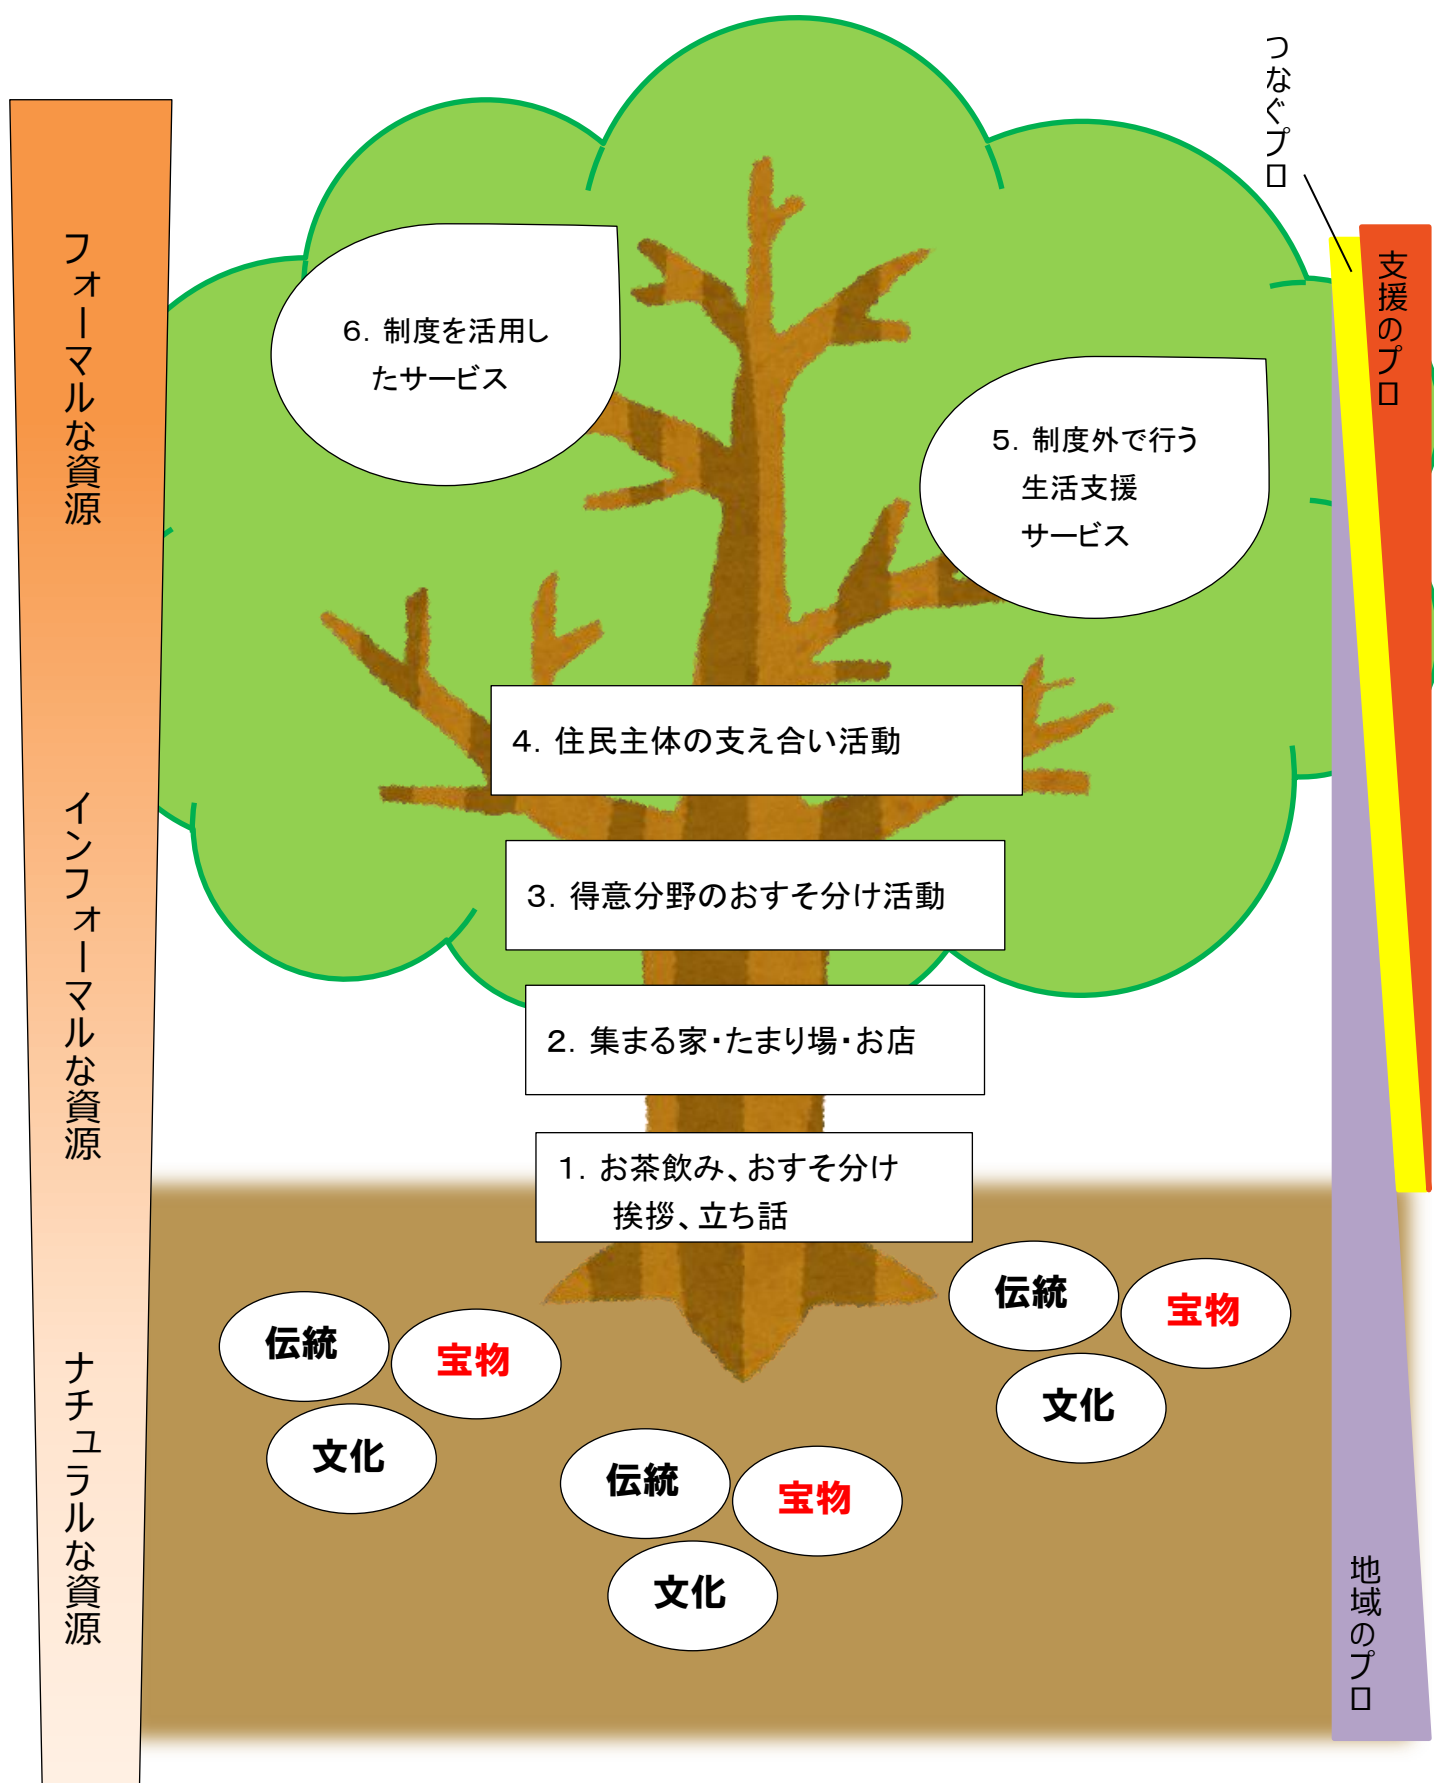 つなぐプロ
支援のプロ
フォーマルな資源
6．制度を活用し
たサービス
5．制度外で行う
生活支援
サービス
4．住民主体の支え合い活動
インフォーマルな資源
3．得意分野のおすそ分け活動
2．集まる家・たまり場・お店
1．お茶飲み、おすそ分け
挨拶、立ち話
ナチュラルな資源
伝統
宝物
文化
伝統
宝物
文化
伝統
宝物
文化
地域のプロ